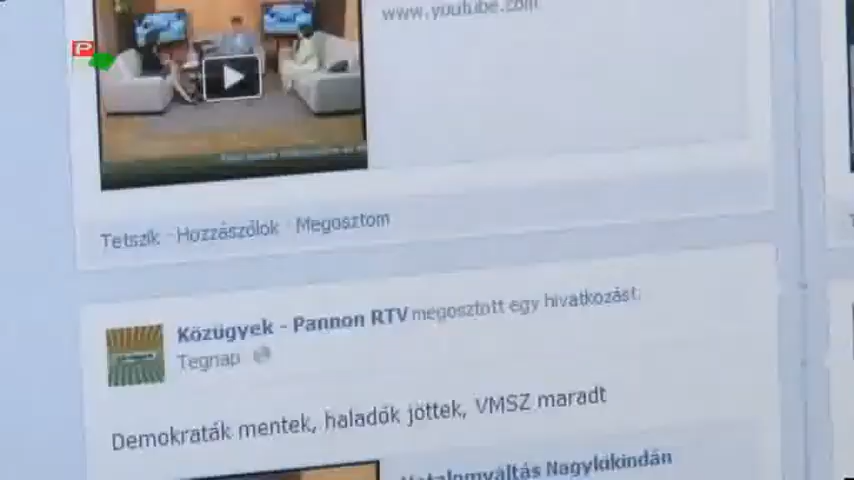 P
www.youtube.com
Tetszik · Hozzászólok · Megosztom
Közügyek - Pannon RTV megosztott egy hivatkozást.
Tegnap
Demokraták mentek, haladók jöttek, VMSZ maradt
Hatalomváltás Nagykikindán